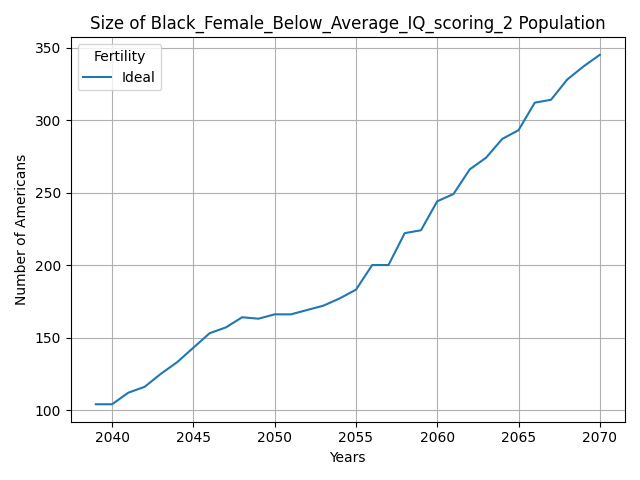 Size of Black_Female_Below_Average_IQ_scoring_2 Population
Fertility
Ideal
Number of Americans
350
300
250
200
150
100
2040 2045 2050 2055 2060 2065 2070
Years